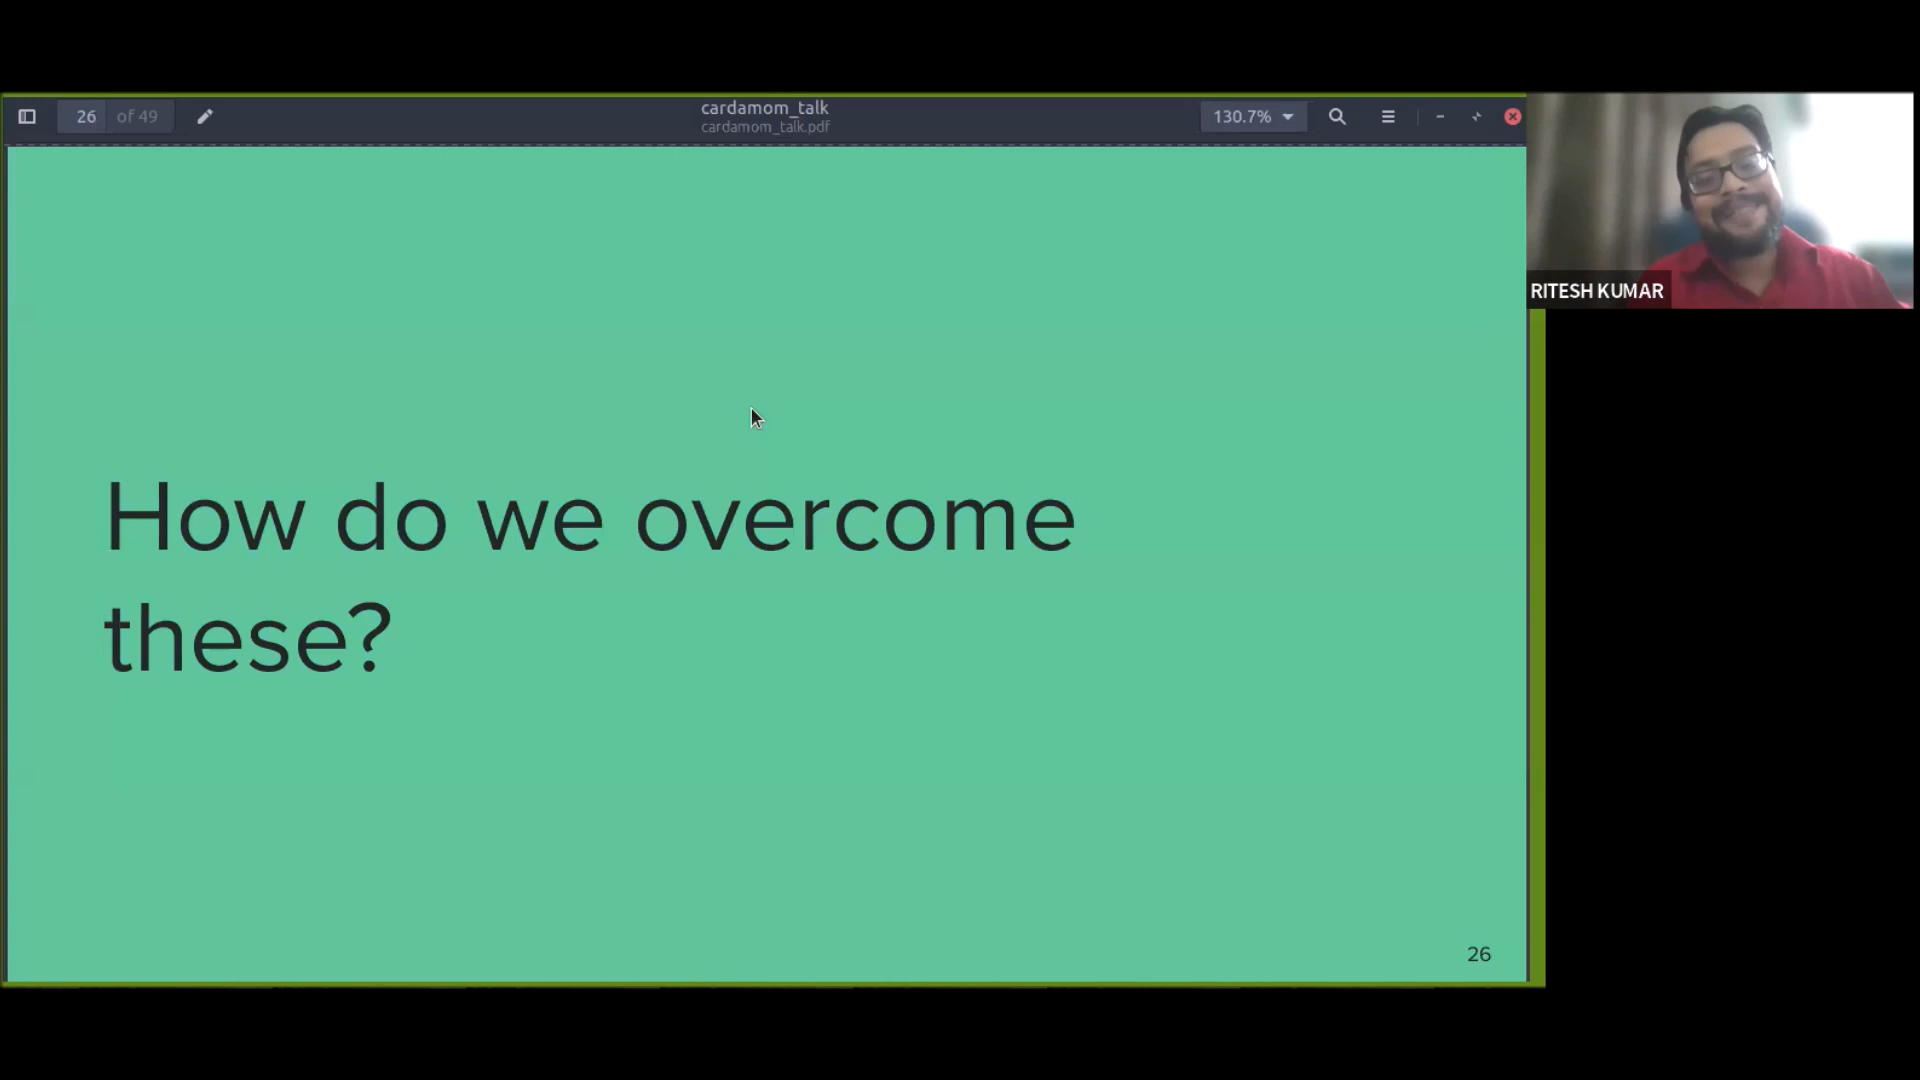 26 of 49
cardamom_talk
cardamom_talk.pdf
130.7%
RITESH KUMAR
How do we overcome
these?
26